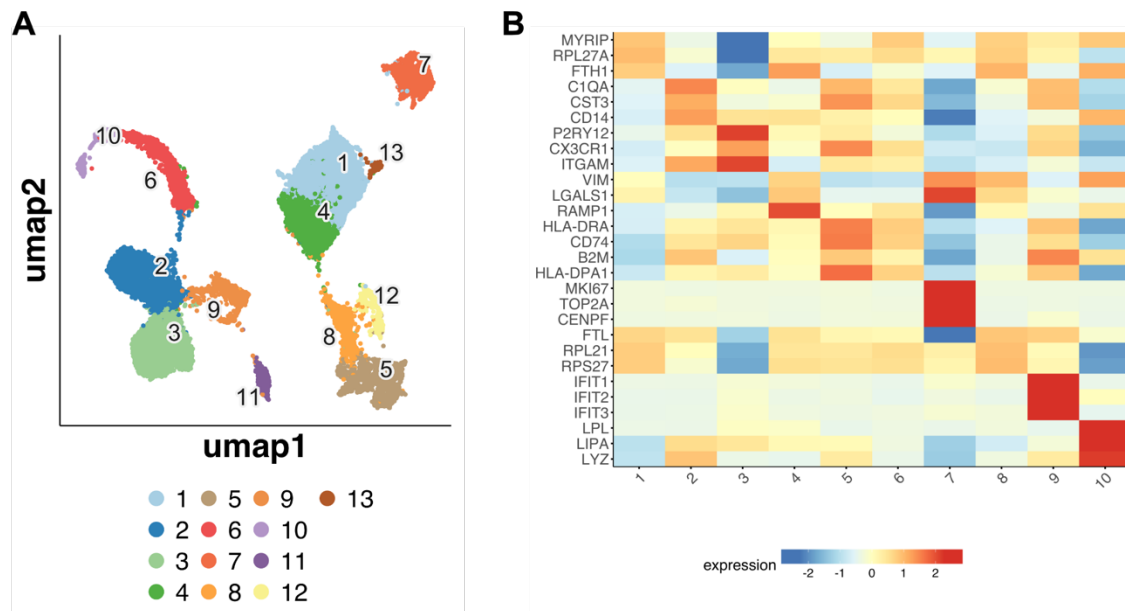 A
umap2
7
10
1
13
6
4
2
12
9
8
3
5
11
umap1
1 5 9 13
2 6 10
3 7 11
4 8 12
B
MYRIP
RPL27A
FTH1
C1QA
CST3
CD14
P2RY12
CX3CR1
ITGAM
VIM
LGALS1
RAMP1
HLA-DRA
CD74
B2M
HLA-DPA1
MKI67
TOP2A
CENPF
FTL
RPL21
RPS27
IFIT1
IFIT2
IFIT3
LPL
LIPA
LYZ
1 2 3 4 5 6 7 8 9 10
expression
-2 -1 0 1 2